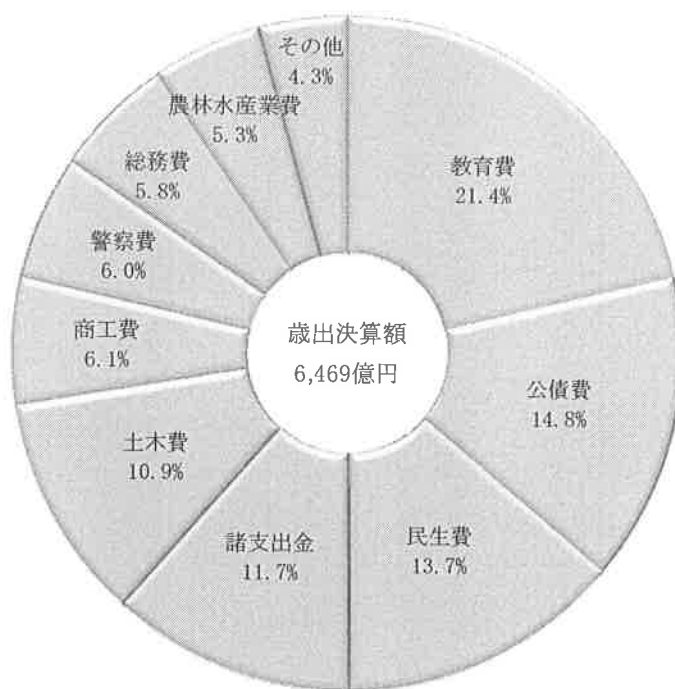 その他
4.3%
教育費
21.4%
公債費
14.8%
民生費
13.7%
諸支出金
11.7%
土木費
10.9%
商工費
6.1%
警察費
6.0%
総務費
5.8%
農林水産業費
5.3%
歳出決算額
6,469億円